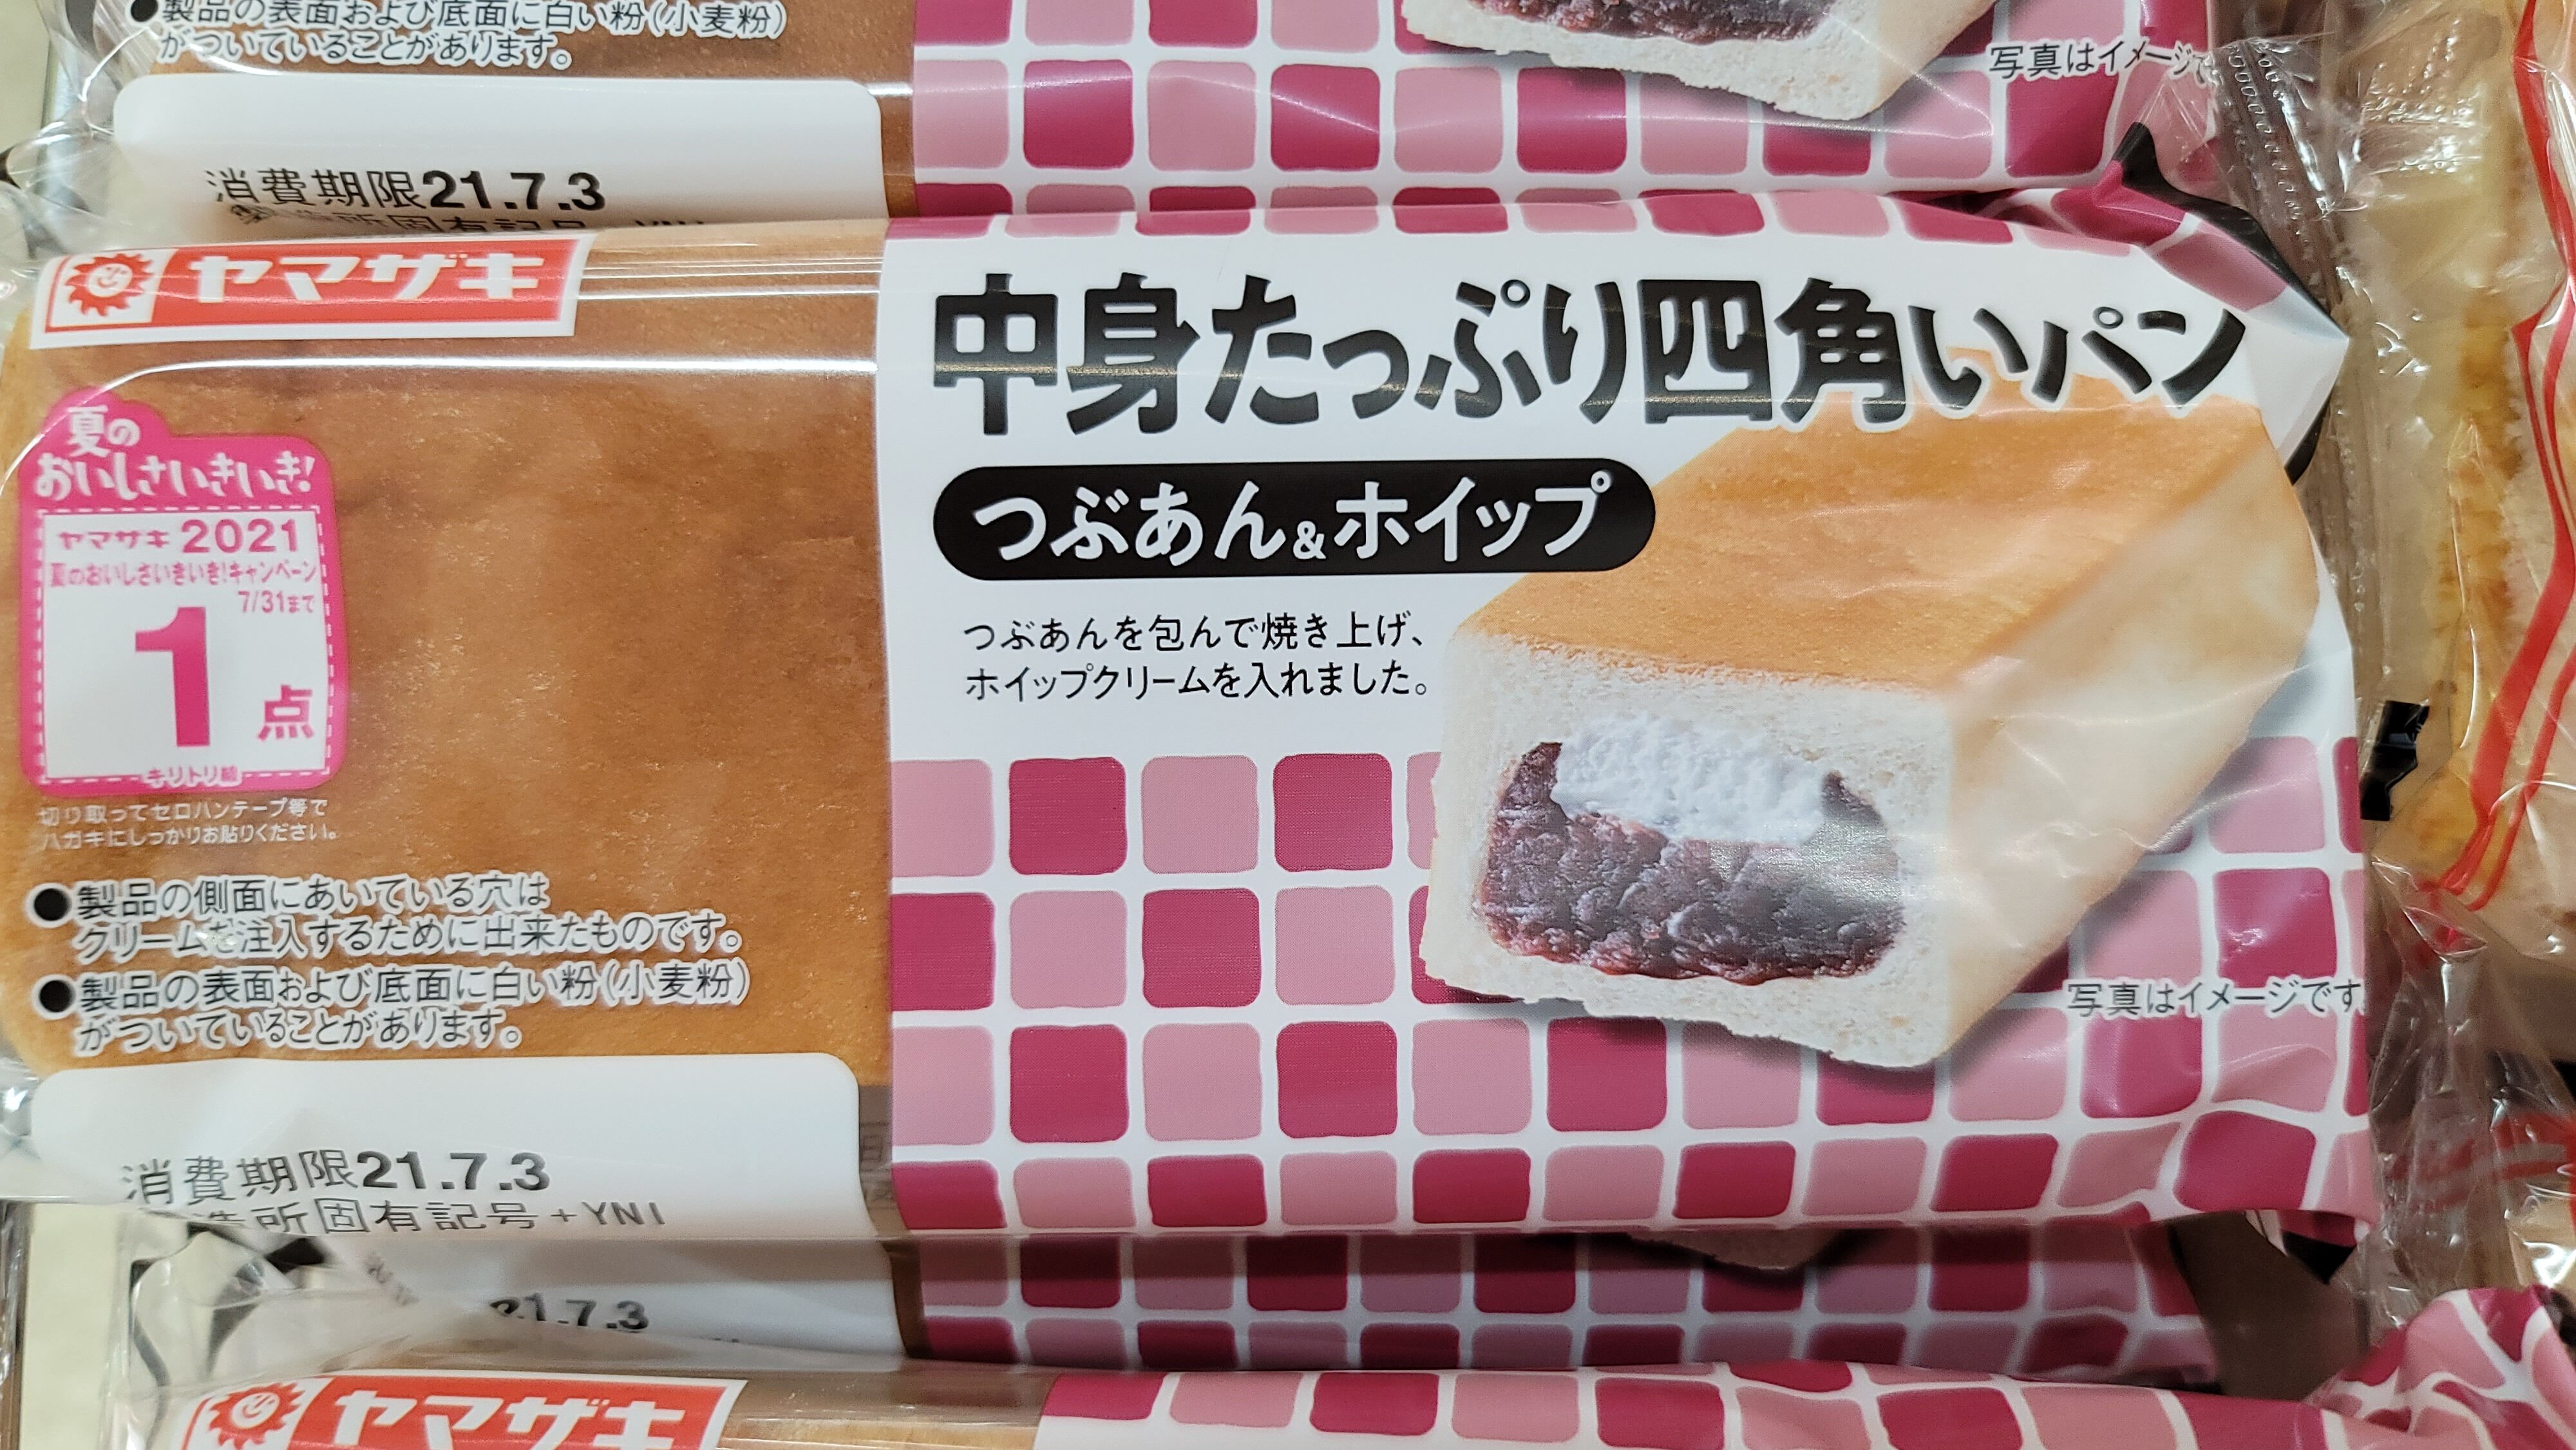 ●製品の表面および底面に白い粉(小麦粉)
がついていることがあります。
写真はイメージで
消費期限21.7.3
所固有記号
ヤマザキ
中身たっぷり四角いパン
つぶあん&ホイップ
つぶあんを包んで焼き上げ、
ホイップクリームを入れました。
夏の
おいしさいきいき!
ヤマザキ 2021
夏のおいしさいきいき!キャンペーン
7/31まで
1点
キリトリ線
切り取ってセロハンテープ等で
ハガキにしっかりお貼りください。
●製品の側面にあいている穴は
クリームを注入するために出来たものです。
●製品の表面および底面に白い粉(小麦粉)
がついていることがあります。
写真はイメージです
消費期限21.7.3
造所固有記号+YNI
21.7.3
ヤマザキ